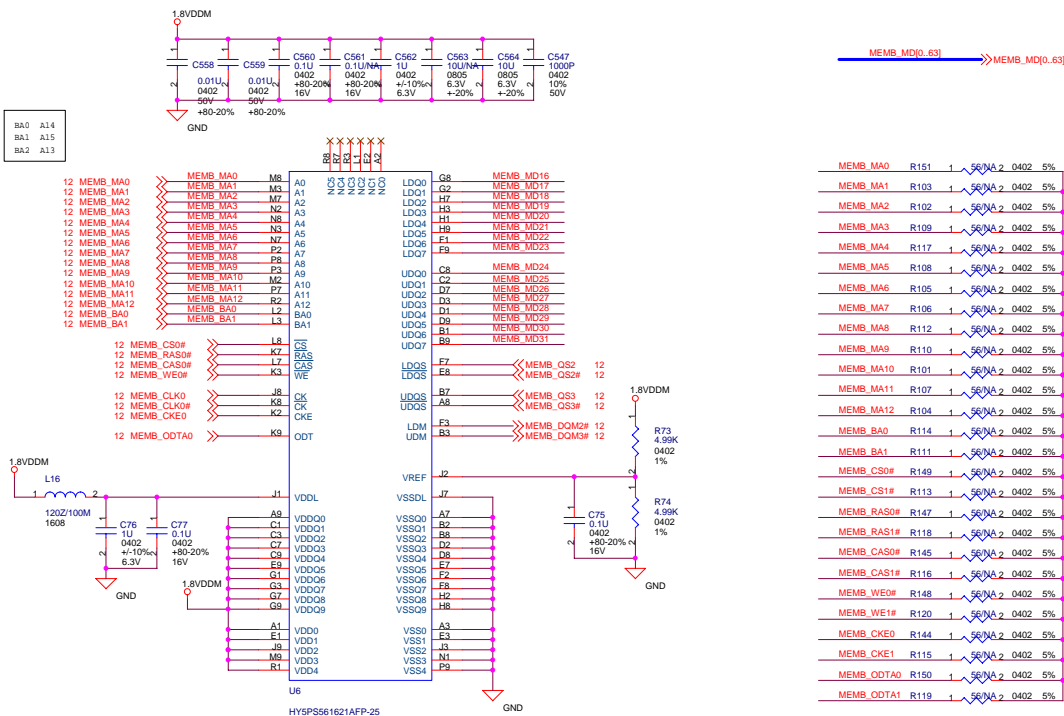 1.8VDDM
C558 0.01U 0402 50V +80-20%
C559 0.01U 0402 50V +80-20%
C560 0.1U 0402 +80-20% 16V
C561 0.1U/NA 0402 +80-20% 16V
C562 1U 0402 +/-10% 6.3V
C563 10U/NA 0805 6.3V +-20%
C564 10U 0805 6.3V +-20%
C547 1000P 0402 10% 50V
GND
MEMB_MD[0..63] MEMB_MD[0..63]
BA0 A14
BA1 A15
BA2 A13
R8 R7 R3 L1 E2 A2
NC5 NC4 NC3 NC2 NC1 NC0
12 MEMB_MA0 MEMB_MA0 M8 A0
12 MEMB_MA1 MEMB_MA1 M3 A1
12 MEMB_MA2 MEMB_MA2 M7 A2
12 MEMB_MA3 MEMB_MA3 N2 A3
12 MEMB_MA4 MEMB_MA4 N8 A4
12 MEMB_MA5 MEMB_MA5 N3 A5
12 MEMB_MA6 MEMB_MA6 N7 A6
12 MEMB_MA7 MEMB_MA7 P2 A7
12 MEMB_MA8 MEMB_MA8 P8 A8
12 MEMB_MA9 MEMB_MA9 P3 A9
12 MEMB_MA10 MEMB_MA10 M2 A10
12 MEMB_MA11 MEMB_MA11 P7 A11
12 MEMB_MA12 MEMB_MA12 R2 A12
12 MEMB_BA0 MEMB_BA0 L2 BA0
12 MEMB_BA1 MEMB_BA1 L3 BA1
12 MEMB_CS0# L8 CS
12 MEMB_RAS0# K7 RAS
12 MEMB_CAS0# L7 CAS
12 MEMB_WE0# K3 WE
12 MEMB_CLK0 J8 CK
12 MEMB_CLK0# K8 CK
12 MEMB_CKE0 K2 CKE
12 MEMB_ODTA0 K9 ODT
LDQ0 G8 MEMB_MD16
LDQ1 G2 MEMB_MD17
LDQ2 H7 MEMB_MD18
LDQ3 H3 MEMB_MD19
LDQ4 H1 MEMB_MD20
LDQ5 H9 MEMB_MD21
LDQ6 F1 MEMB_MD22
LDQ7 F9 MEMB_MD23
UDQ0 C8 MEMB_MD24
UDQ1 C2 MEMB_MD25
UDQ2 D7 MEMB_MD26
UDQ3 D3 MEMB_MD27
UDQ4 D1 MEMB_MD28
UDQ5 D9 MEMB_MD29
UDQ6 B1 MEMB_MD30
UDQ7 B9 MEMB_MD31
LDQS F7 MEMB_QS2 12
LDQS E8 MEMB_QS2# 12
UDQS B7 MEMB_QS3 12
UDQS A8 MEMB_QS3# 12
LDM F3 MEMB_DQM2# 12
UDM B3 MEMB_DQM3# 12
VREF J2
VSSDL J7
1.8VDDM
R73 4.99K 0402 1%
R74 4.99K 0402 1%
C75 0.1U 0402 +80-20% 16V
GND
1.8VDDM
L16
1 2
120Z/100M
1608
J1 VDDL
C76 1U 0402 +/-10% 6.3V
C77 0.1U 0402 +80-20% 16V
GND
1.8VDDM
A9 VDDQ0 VSSQ0 A7
C1 VDDQ1 VSSQ1 B2
C3 VDDQ2 VSSQ2 B8
C7 VDDQ3 VSSQ3 D2
C9 VDDQ4 VSSQ4 D8
E9 VDDQ5 VSSQ5 E7
G1 VDDQ6 VSSQ6 F2
G3 VDDQ7 VSSQ7 F8
G7 VDDQ8 VSSQ8 H2
G9 VDDQ9 VSSQ9 H8
A1 VDD0 VSS0 A3
E1 VDD1 VSS1 E3
J9 VDD2 VSS2 J3
M9 VDD3 VSS3 N1
R1 VDD4 VSS4 P9
U6
HY5PS561621AFP-25
GND
MEMB_MA0 R151 1 56/NA 2 0402 5%
MEMB_MA1 R103 1 56/NA 2 0402 5%
MEMB_MA2 R102 1 56/NA 2 0402 5%
MEMB_MA3 R109 1 56/NA 2 0402 5%
MEMB_MA4 R117 1 56/NA 2 0402 5%
MEMB_MA5 R108 1 56/NA 2 0402 5%
MEMB_MA6 R105 1 56/NA 2 0402 5%
MEMB_MA7 R106 1 56/NA 2 0402 5%
MEMB_MA8 R112 1 56/NA 2 0402 5%
MEMB_MA9 R110 1 56/NA 2 0402 5%
MEMB_MA10 R101 1 56/NA 2 0402 5%
MEMB_MA11 R107 1 56/NA 2 0402 5%
MEMB_MA12 R104 1 56/NA 2 0402 5%
MEMB_BA0 R114 1 56/NA 2 0402 5%
MEMB_BA1 R111 1 56/NA 2 0402 5%
MEMB_CS0# R149 1 56/NA 2 0402 5%
MEMB_CS1# R113 1 56/NA 2 0402 5%
MEMB_RAS0# R147 1 56/NA 2 0402 5%
MEMB_RAS1# R118 1 56/NA 2 0402 5%
MEMB_CAS0# R145 1 56/NA 2 0402 5%
MEMB_CAS1# R116 1 56/NA 2 0402 5%
MEMB_WE0# R148 1 56/NA 2 0402 5%
MEMB_WE1# R120 1 56/NA 2 0402 5%
MEMB_CKE0 R144 1 56/NA 2 0402 5%
MEMB_CKE1 R115 1 56/NA 2 0402 5%
MEMB_ODTA0 R150 1 56/NA 2 0402 5%
MEMB_ODTA1 R119 1 56/NA 2 0402 5%